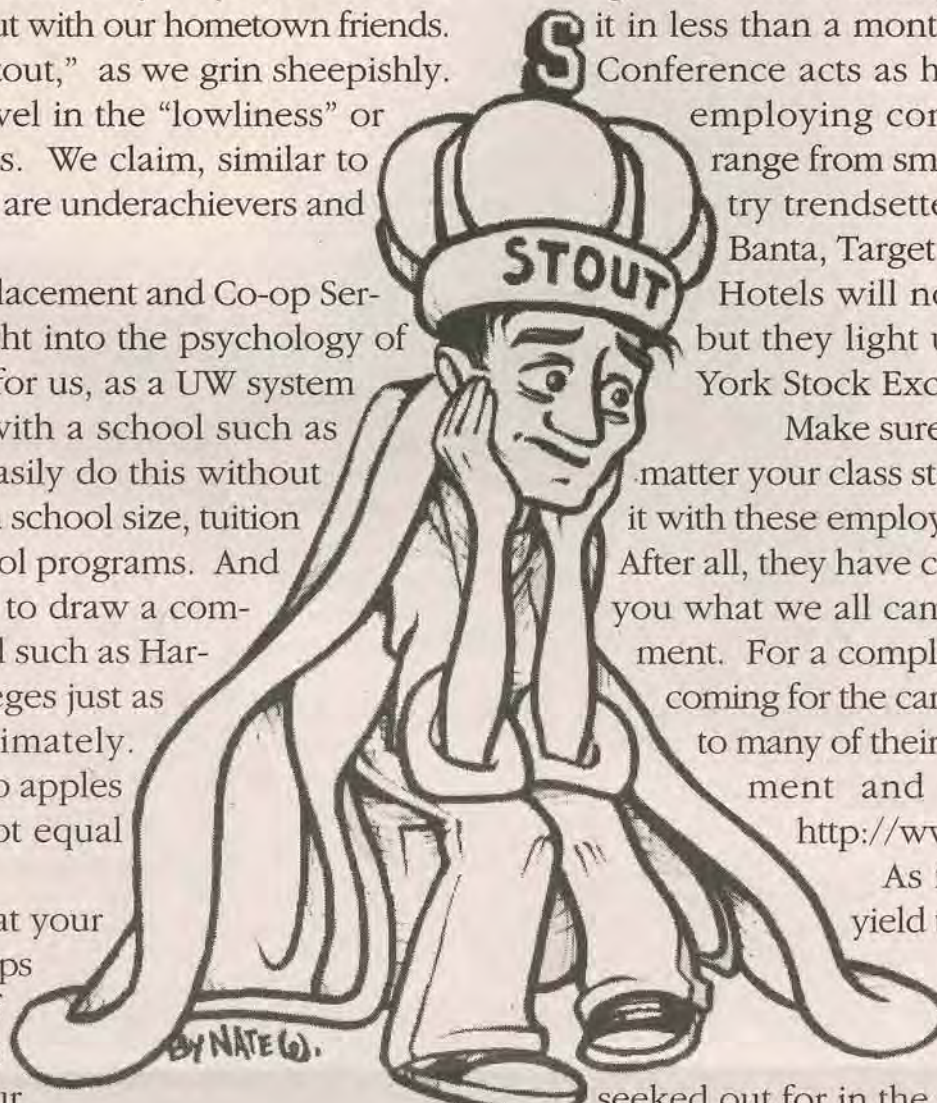 ut with our hometown friends.
out," as we grin sheepishly.
vel in the "lowliness" or
s. We claim, similar to
are underachievers and
lacement and Co-op Ser-
ht into the psychology of
for us, as a UW system
with a school such as
asily do this without
school size, tuition
ol programs. And
to draw a com-
l such as Har-
eges just as
imately.
o apples
ot equal
at your
ps
S
STOUT
BY NATE W.
it in less than a mont
Conference acts as h
employing con
range from sm
try trendsette
Banta, Target
Hotels will no
but they light u
York Stock Exc
Make sure
matter your class st
it with these employ
After all, they have c
you what we all can
ment. For a compl
coming for the car
to many of their
ment and
http://wv
As
yield
seeked out for in the